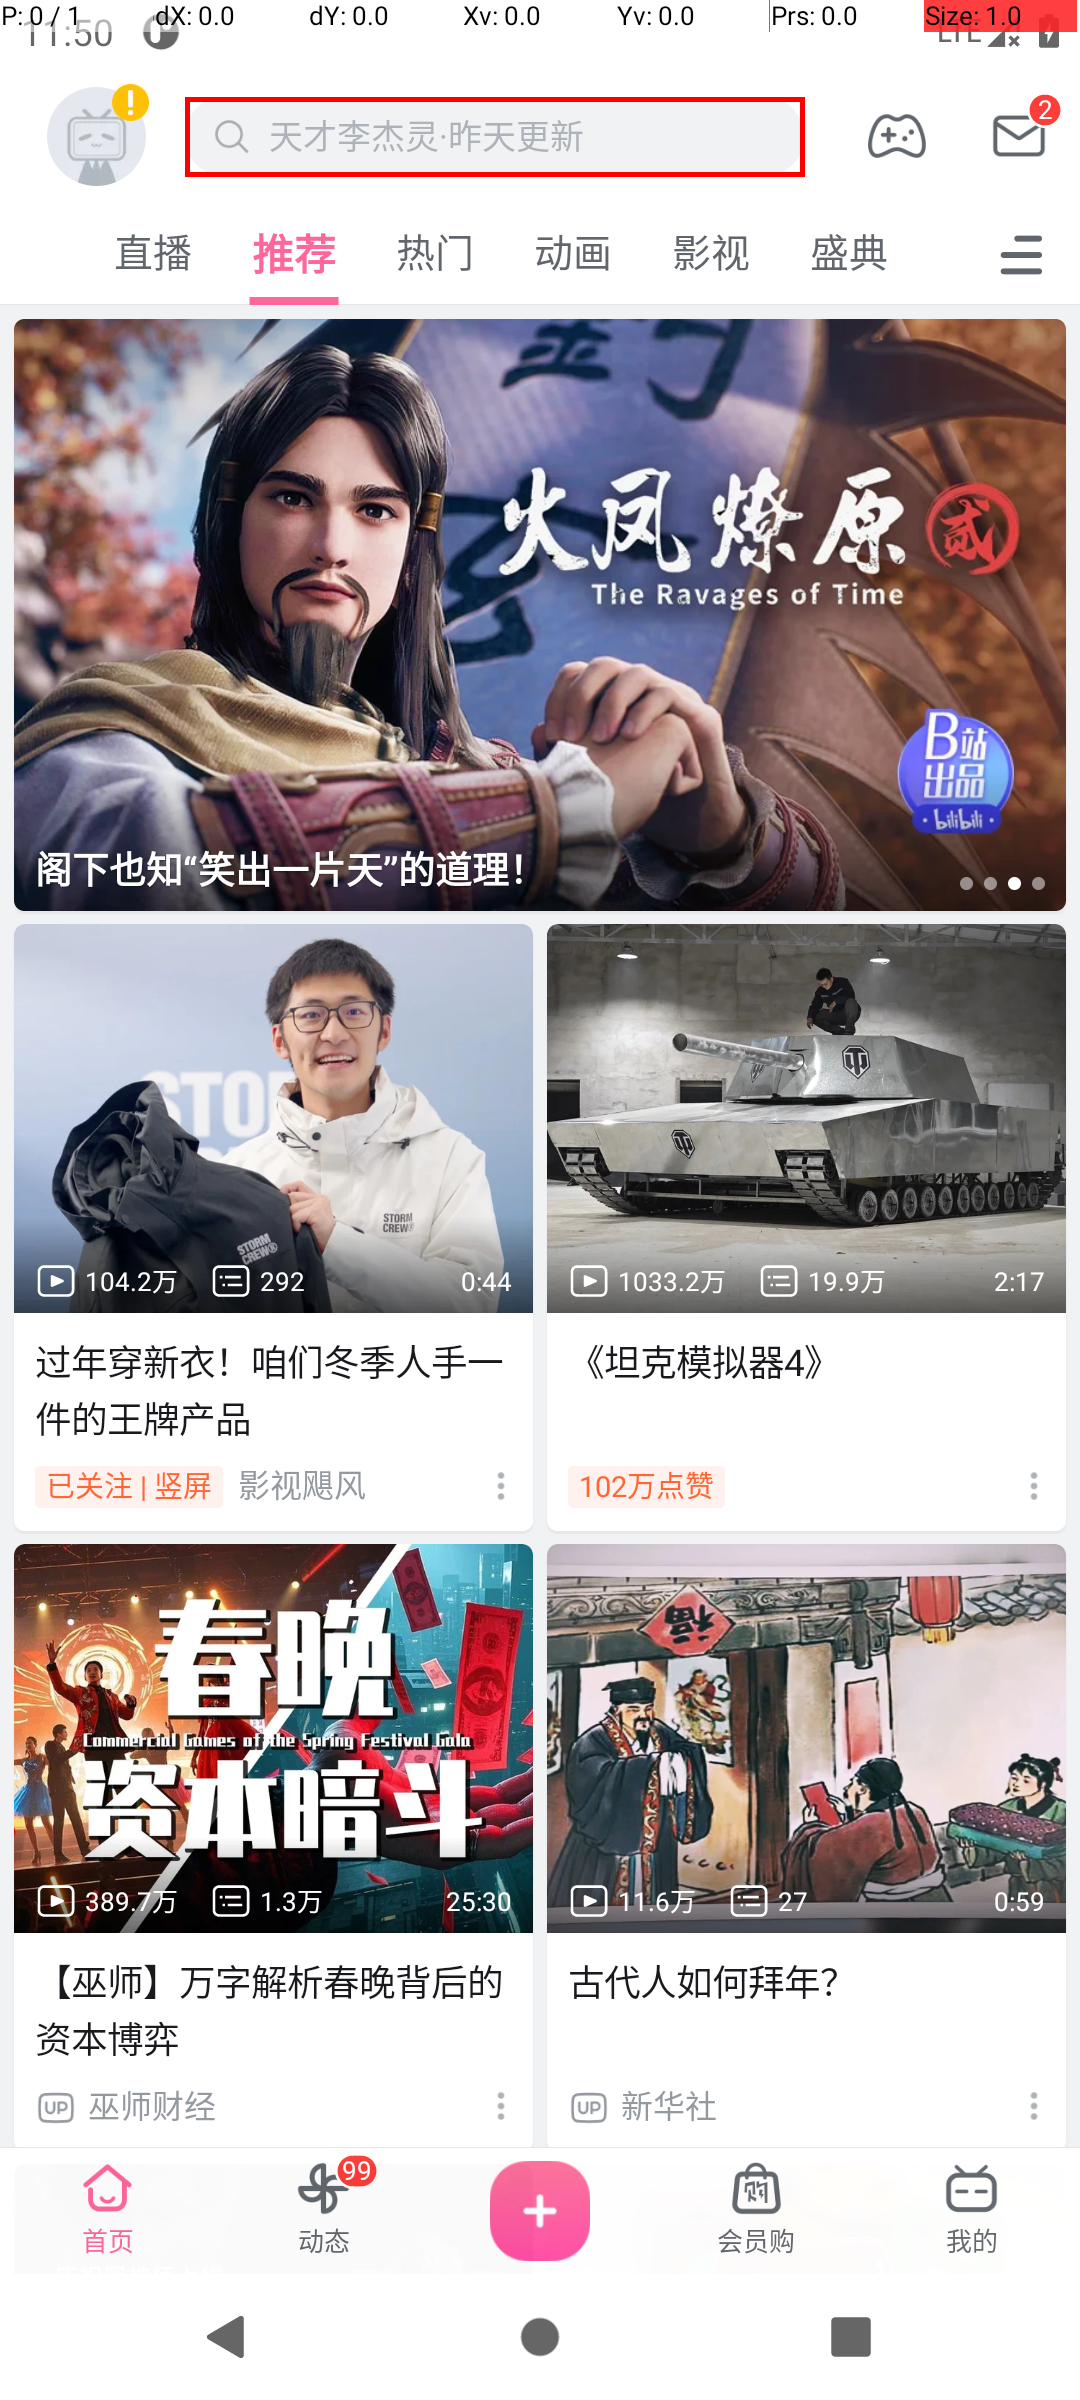 P: 0 / 1 dX: 0.0 dY: 0.0 Xv: 0.0 Yv: 0.0 Prs: 0.0 Size: 1.0
11:50 LTE
天才李杰灵·昨天更新
2
直播 推荐 热门 动画 影视 盛典
火凤燎原 贰
The Ravages of Time
B站
出品
·bilibili·
阁下也知“笑出一片天”的道理！
STORM
CREW®
STORM
CREW®
104.2万 292 0:44
1033.2万 19.9万 2:17
过年穿新衣！咱们冬季人手一
件的王牌产品
已关注 | 竖屏 影视飓风
《坦克模拟器4》
102万点赞
春晚
Commercial Games of the Spring Festival Gala
资本暗斗
389.7万 1.3万 25:30
福
11.6万 27 0:59
【巫师】万字解析春晚背后的
资本博弈
UP 巫师财经
古代人如何拜年？
UP 新华社
首页
99
动态
购
会员购
我的